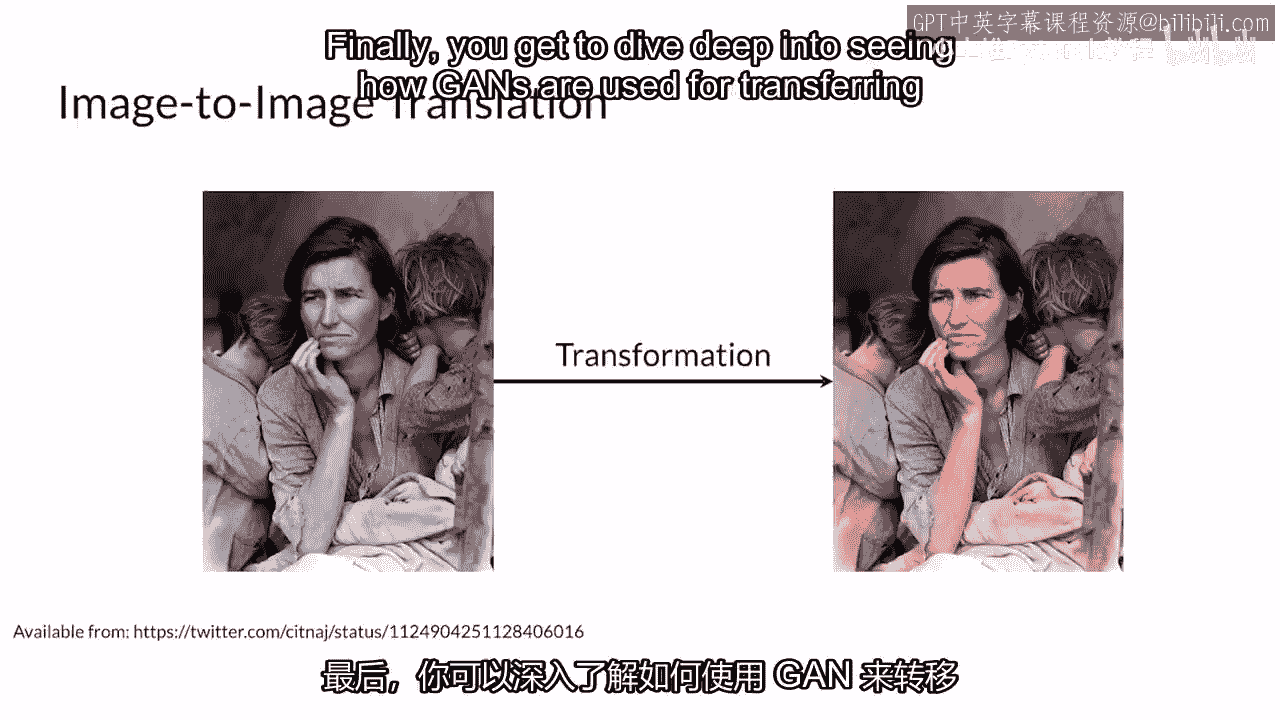 GPT中英字幕课程资源@bilibili.com
Finally, you get to dive deep into seeing
how GANs are used for transferring
Image-to-Image Translation
Transformation
Available from: https://twitter.com/citnaj/status/1124904251128406016
最后，你可以深入了解如何使用 GAN 来转移